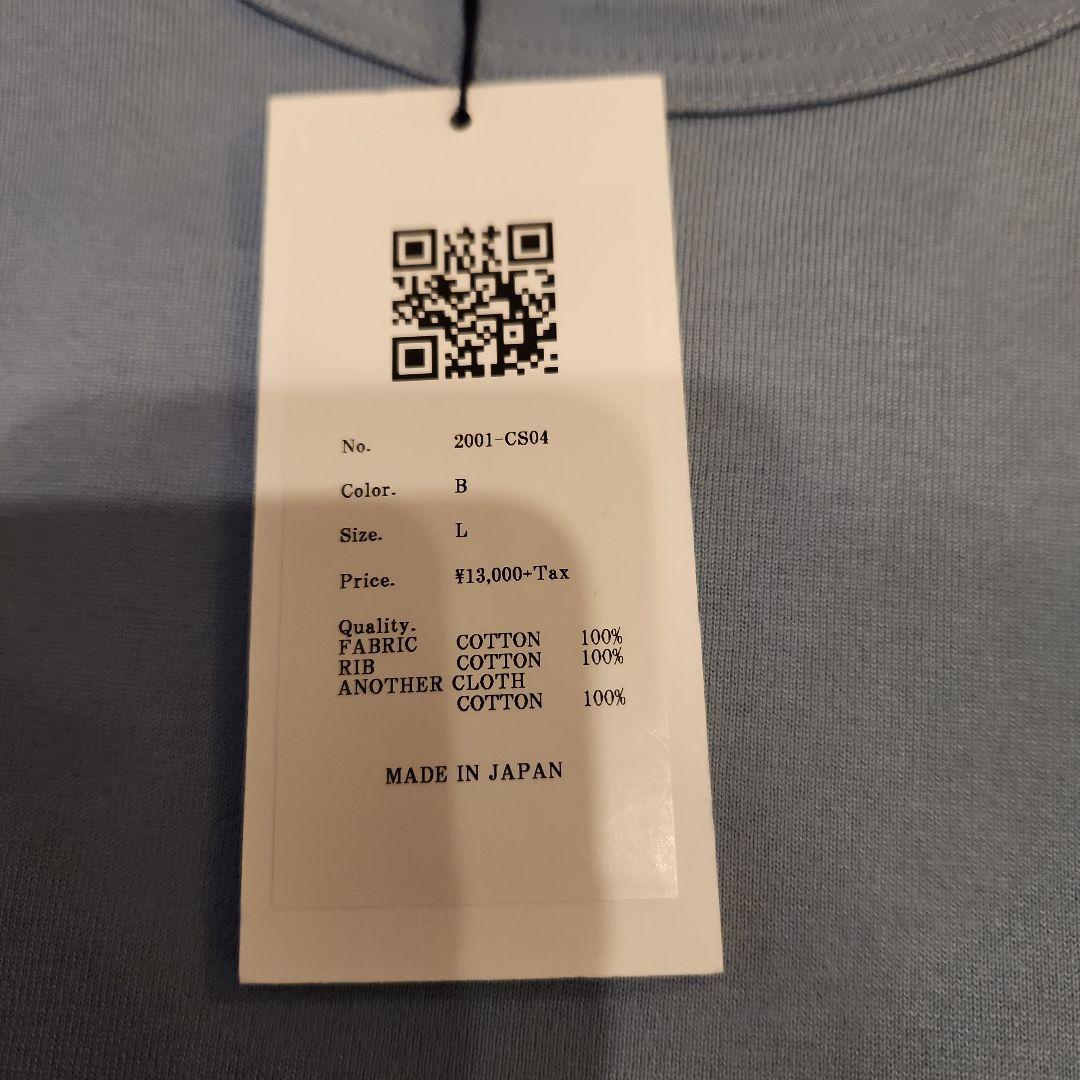 No. 2001-CS04
Color. B
Size. L
Price. ¥13,000+Tax
Quality.
FABRIC COTTON 100%
RIB COTTON 100%
ANOTHER CLOTH
COTTON 100%
MADE IN JAPAN